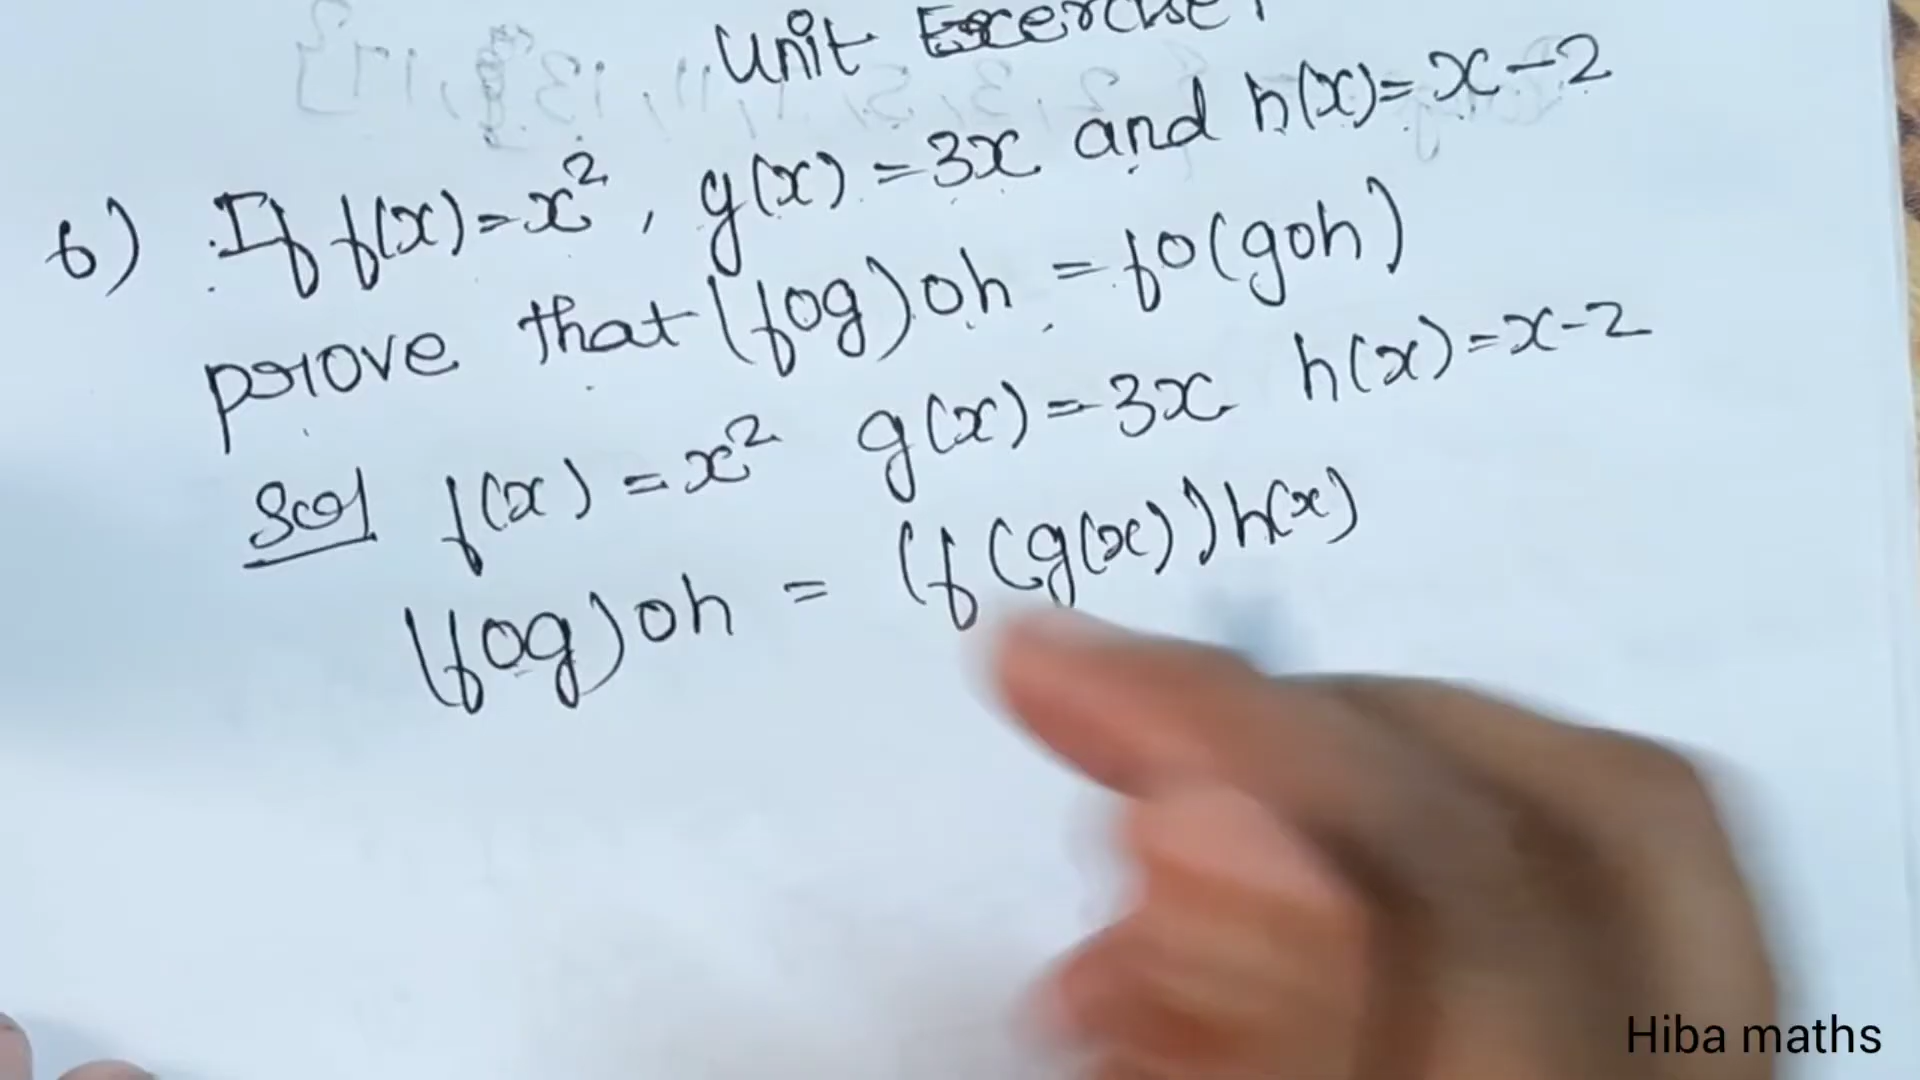 Unit Exercise.
6) If f(x)=x², g(x)=3x and h(x)=x-2
prove that (fog)oh = fo(goh)
Sol f(x)=x² g(x)=3x h(x)=x-2
(fog)oh = (f(g(x))h(x)
Hiba maths